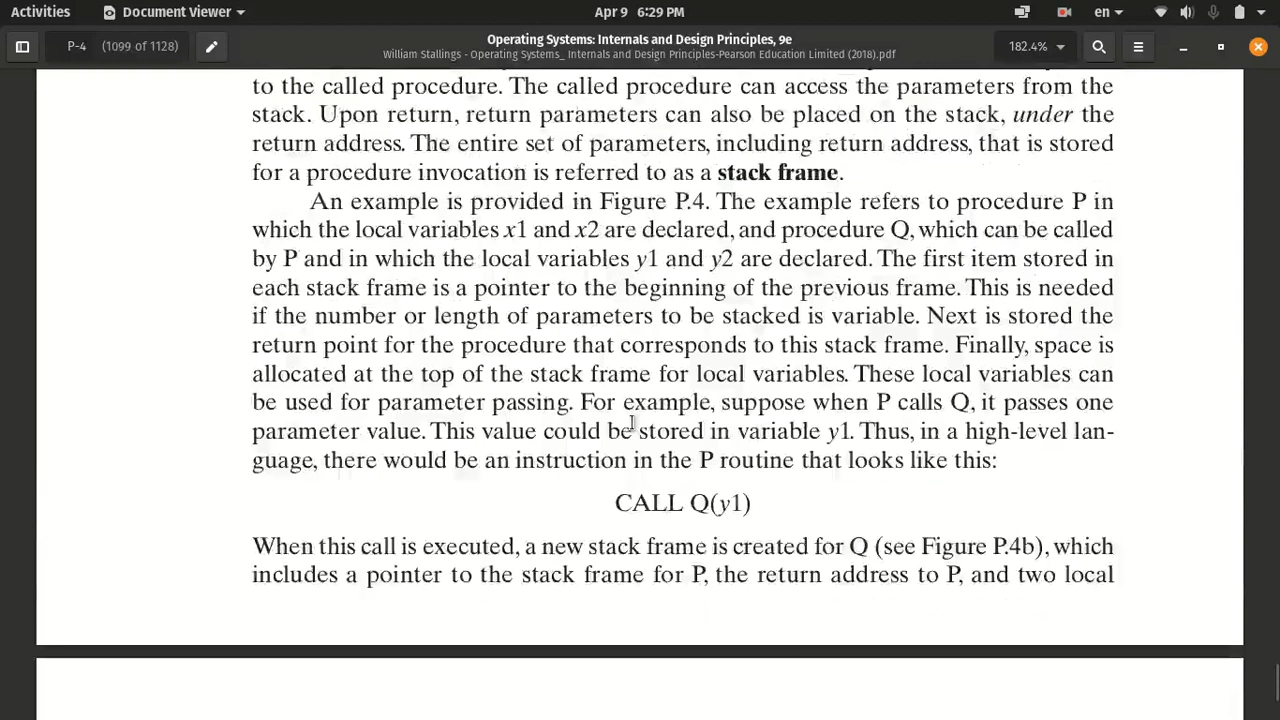 Activities
Document Viewer
Apr 9 6:29 PM
en
P-4 (1099 of 1128)
Operating Systems: Internals and Design Principles, 9e
William Stallings - Operating Systems_ Internals and Design Principles-Pearson Education Limited (2018).pdf
182.4%
to the called procedure. The called procedure can access the parameters from the
stack. Upon return, return parameters can also be placed on the stack, under the
return address. The entire set of parameters, including return address, that is stored
for a procedure invocation is referred to as a stack frame.
An example is provided in Figure P.4. The example refers to procedure P in
which the local variables x1 and x2 are declared, and procedure Q, which can be called
by P and in which the local variables y1 and y2 are declared. The first item stored in
each stack frame is a pointer to the beginning of the previous frame. This is needed
if the number or length of parameters to be stacked is variable. Next is stored the
return point for the procedure that corresponds to this stack frame. Finally, space is
allocated at the top of the stack frame for local variables. These local variables can
be used for parameter passing. For example, suppose when P calls Q, it passes one
parameter value. This value could be stored in variable y1. Thus, in a high-level lan-
guage, there would be an instruction in the P routine that looks like this:
CALL Q(y1)
When this call is executed, a new stack frame is created for Q (see Figure P.4b), which
includes a pointer to the stack frame for P, the return address to P, and two local